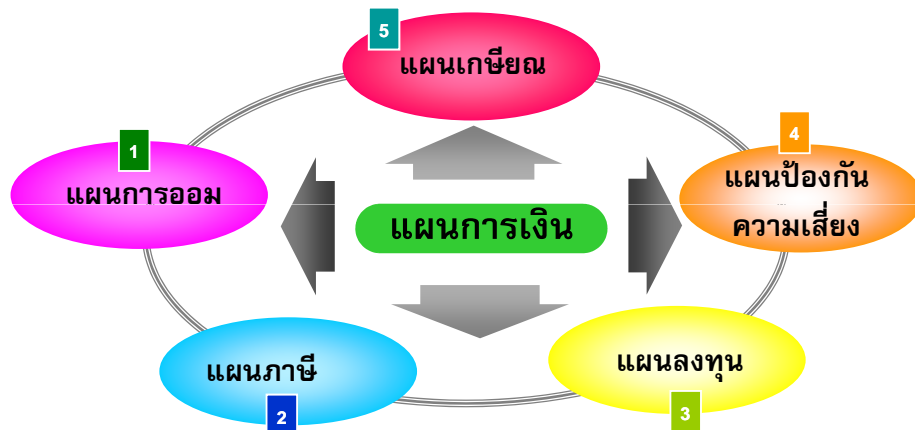 5
แผนเกษียณ
1
แผนการออม
4
แผนป้องกัน
ความเสี่ยง
แผนการเงิน
แผนภาษี
2
แผนลงทุน
3